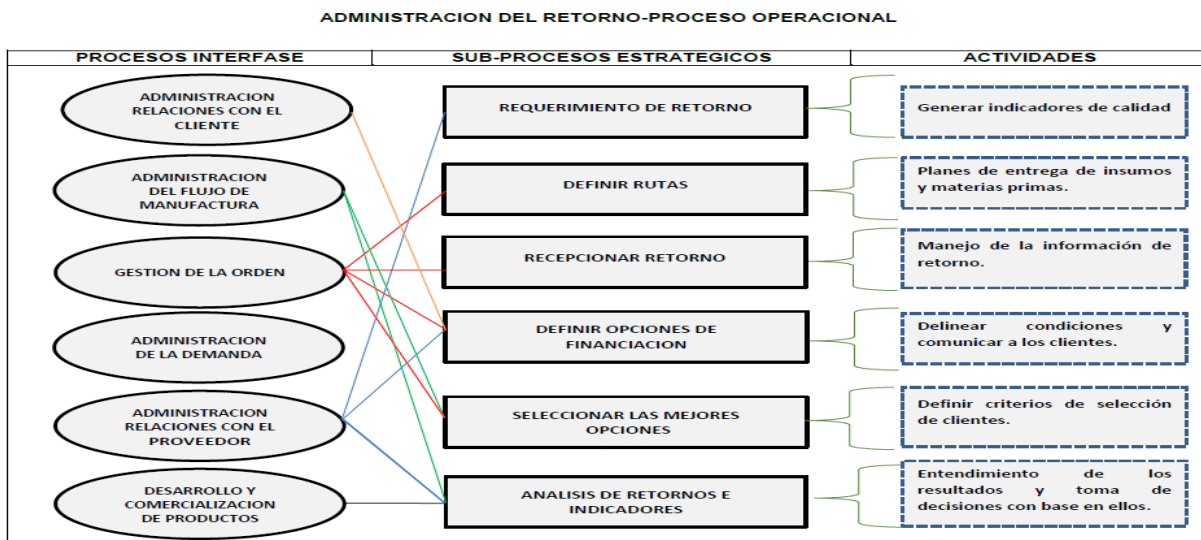 ADMINISTRACION DEL RETORNO-PROCESO OPERACIONAL
PROCESOS INTERFASE
SUB-PROCESOS ESTRATEGICOS
ACTIVIDADES
ADMINISTRACION
RELACIONES CON EL
CLIENTE
REQUERIMIENTO DE RETORNO
Generar indicadores de calidad
ADMINISTRACION
DEL FLUJO DE
MANUFACTURA
DEFINIR RUTAS
Planes de entrega de insumos
y materias primas.
GESTION DE LA ORDEN
RECEPCIONAR RETORNO
Manejo de la información de
retorno.
ADMINISTRACION
DE LA DEMANDA
DEFINIR OPCIONES DE
FINANCIACION
Delinear condiciones y
comunicar a los clientes.
ADMINISTRACION
RELACIONES CON EL
PROVEEDOR
SELECCIONAR LAS MEJORES
OPCIONES
Definir criterios de selección
de clientes.
DESARROLLO Y
COMERCIALIZACION
DE PRODUCTOS
ANALISIS DE RETORNOS E
INDICADORES
Entendimiento de los
resultados y toma de
decisiones con base en ellos.